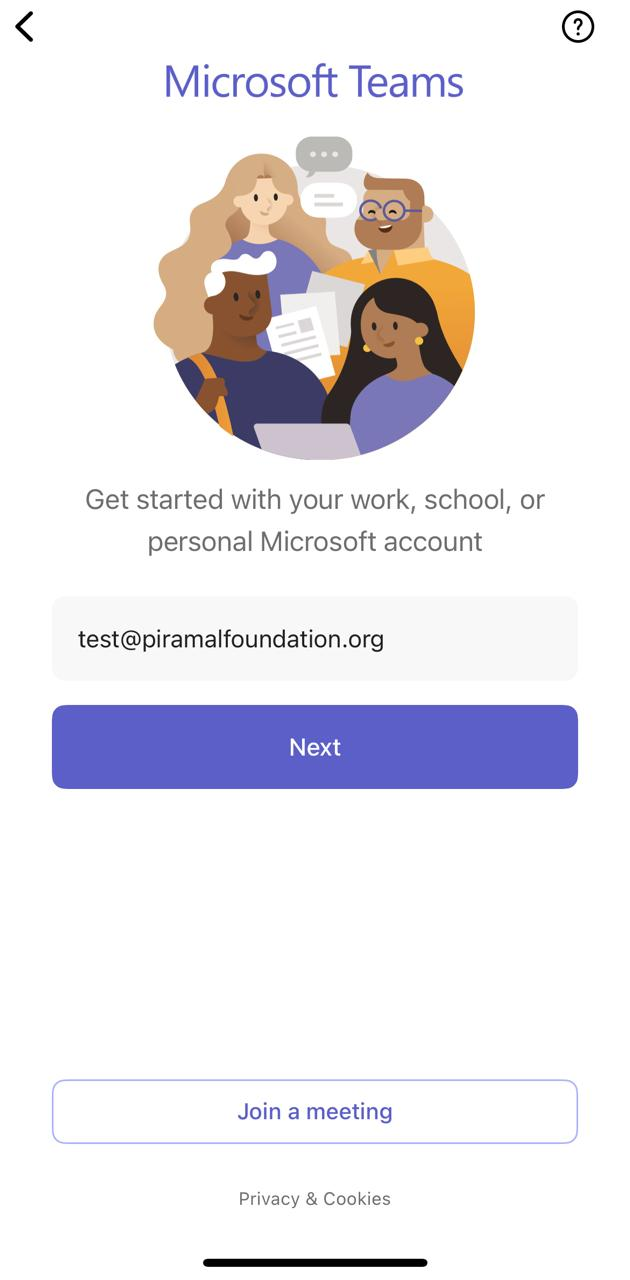 Microsoft Teams
Get started with your work, school, or
personal Microsoft account
test@piramalfoundation.org
Next
Join a meeting
Privacy & Cookies